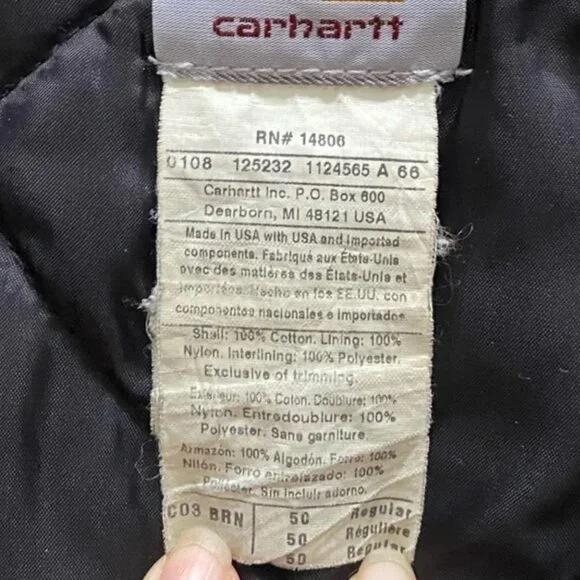 carhartt
RN# 14806
0108 125232 1124565 A 66
Carhartt Inc. P.O. Box 600
Dearborn, MI 48121 USA
Made in USA with USA and imported
components. Fabriqué aux États-Unis
avec des matières des États-Unis et
importées. Hecho en los EE.UU. con
componentes nacionales e importados
Shell: 100% Cotton. Lining: 100%
Nylon. Interlining: 100% Polyester.
Exclusive of trimming.
Extérieur: 100% Coton. Doublure: 100%
Nylon. Entredoublure: 100%
Polyester. Sans garniture.
Armazón: 100% Algodón. Forro: 100%
Nilón. Forro entrelazado: 100%
Poliéster. Sin incluir adorno.
C03 BRN 50 Regular
50 Régulière
50 Regular